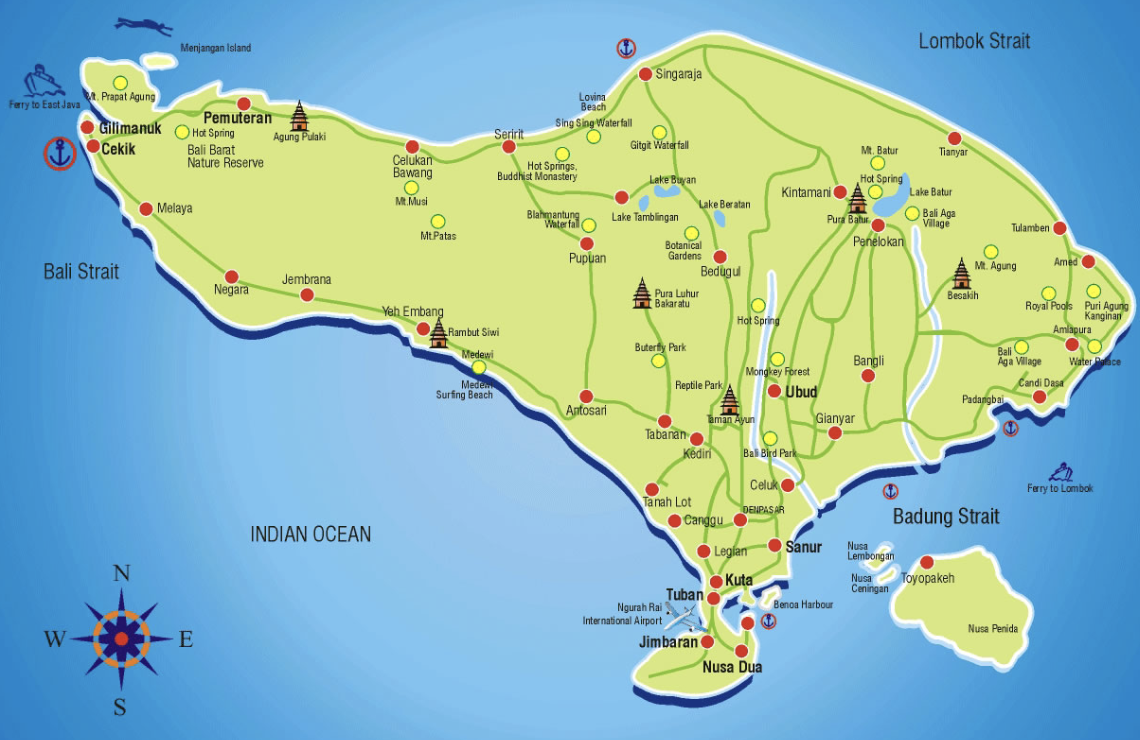 Lombok Strait
Menjangan Island
Ferry to East Java
Mt. Prapat Agung
Singaraja
Lovina
Beach
Pemuteran
Gilimanuk
Hot Spring
Agung Pulaki
Sing Sing Waterfall
Seririt
Gitgit Waterfall
Tianyar
Cekik
Bali Barat
Nature Reserve
Celukan
Bawang
Hot Springs,
Buddhist Monastery
Mt. Batur
Hot Spring
Lake Buyan
Kintamani
Lake Batur
Mt.Musi
Lake Tamblingan
Lake Beratan
Pura Batur
Bali Aga
Village
Melaya
Blahmantung
Waterfall
Mt.Patas
Tulamben
Penelokan
Botanical
Gardens
Pupuan
Bedugul
Amed
Mt. Agung
Bali Strait
Negara
Jembrana
Pura Luhur
Bakaratu
Besakih
Royal Pools
Puri Agung
Kanginan
Yeh Embang
Rambut Siwi
Hot Spring
Amlapura
Medewi
Buterfly Park
Mongkey Forest
Bangli
Bali
Aga Village
Water Palace
Medewi
Surfing Beach
Reptile Park
Ubud
Candi Dasa
Padangbai
Antosari
Taman Ayun
Gianyar
Tabanan
Kediri
Bali Bird Park
Celuk
Ferry to Lombok
Tanah Lot
Canggu
DENPASAR
Badung Strait
INDIAN OCEAN
Legian
Sanur
Nusa
Lembongan
Nusa
Ceningan
Toyopakeh
Kuta
Tuban
Ngurah Rai
International Airport
Benoa Harbour
Nusa Penida
Jimbaran
Nusa Dua
N
W
E
S